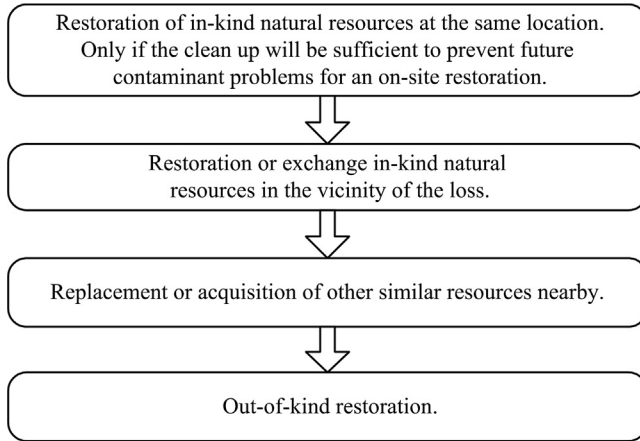 Restoration of in-kind natural resources at the same location.
Only if the clean up will be sufficient to prevent future
contaminant problems for an on-site restoration.
Restoration or exchange in-kind natural
resources in the vicinity of the loss.
Replacement or acquisition of other similar resources nearby.
Out-of-kind restoration.